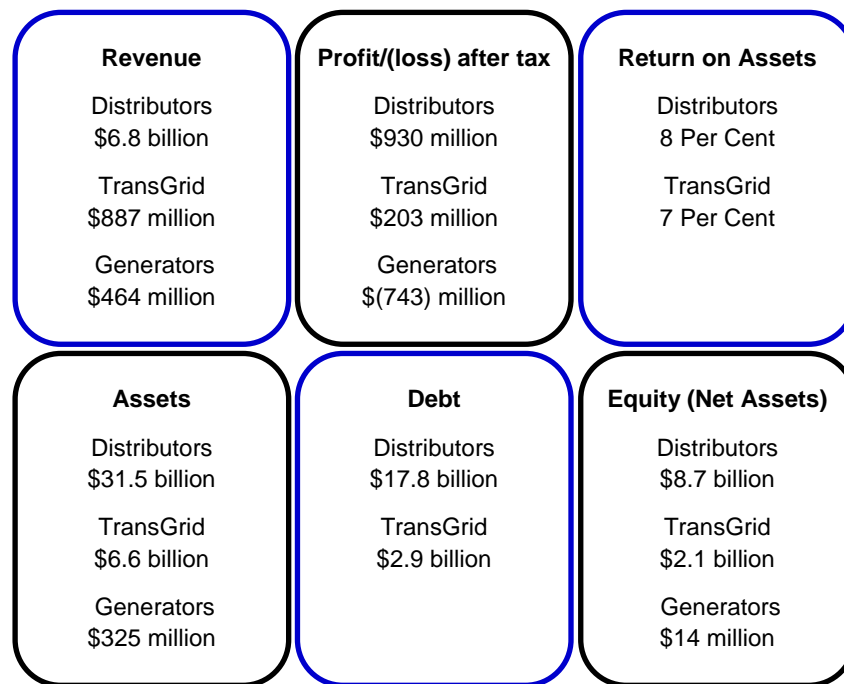 Revenue
Distributors
$6.8 billion
TransGrid
$887 million
Generators
$464 million
Profit/(loss) after tax
Distributors
$930 million
TransGrid
$203 million
Generators
$(743) million
Return on Assets
Distributors
8 Per Cent
TransGrid
7 Per Cent
Assets
Distributors
$31.5 billion
TransGrid
$6.6 billion
Generators
$325 million
Debt
Distributors
$17.8 billion
TransGrid
$2.9 billion
Equity (Net Assets)
Distributors
$8.7 billion
TransGrid
$2.1 billion
Generators
$14 million